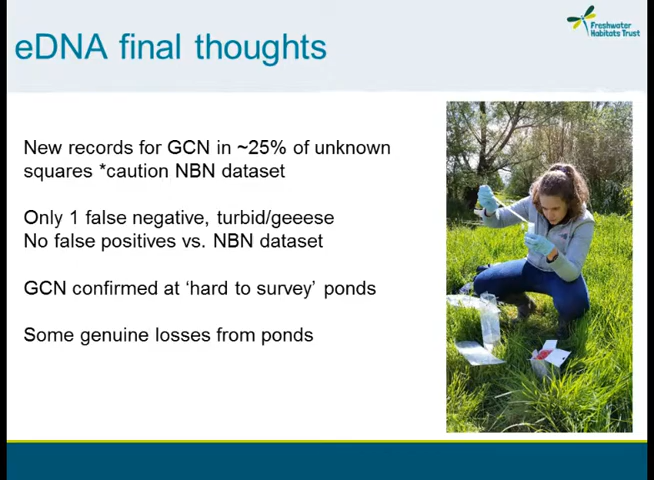 eDNA final thoughts
Freshwater
Habitats Trust
New records for GCN in ~25% of unknown
squares *caution NBN dataset
Only 1 false negative, turbid/geeese
No false positives vs. NBN dataset
GCN confirmed at ‘hard to survey’ ponds
Some genuine losses from ponds